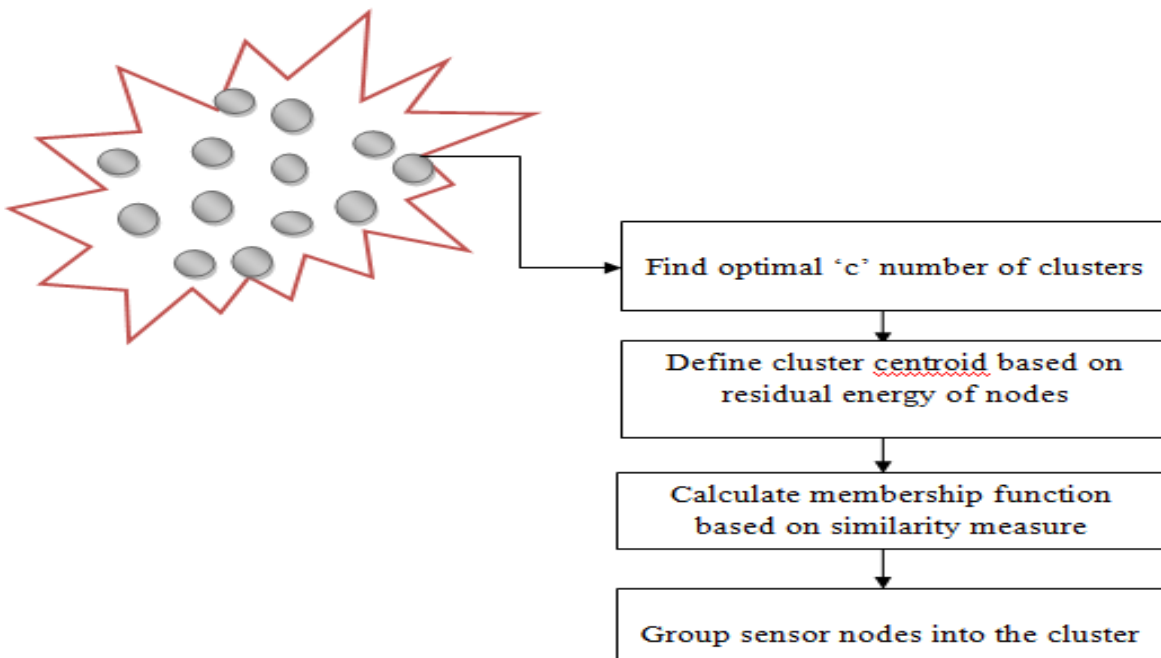 Find optimal ‘c’ number of clusters
Define cluster centroid based on
residual energy of nodes
Calculate membership function
based on similarity measure
Group sensor nodes into the cluster